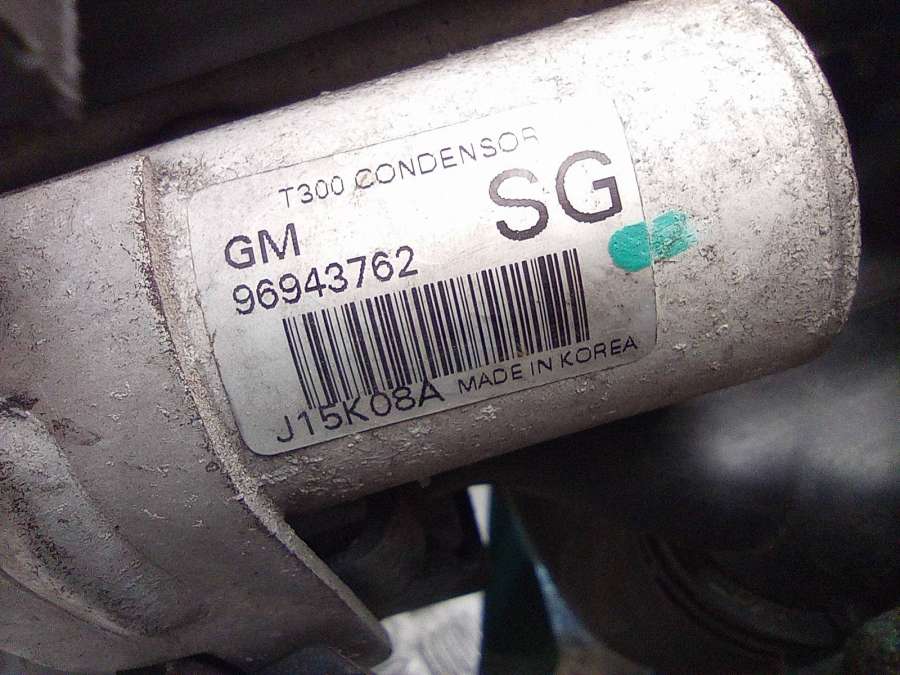 T300 CONDENSOR
GM SG
96943762
J15K08A MADE IN KOREA